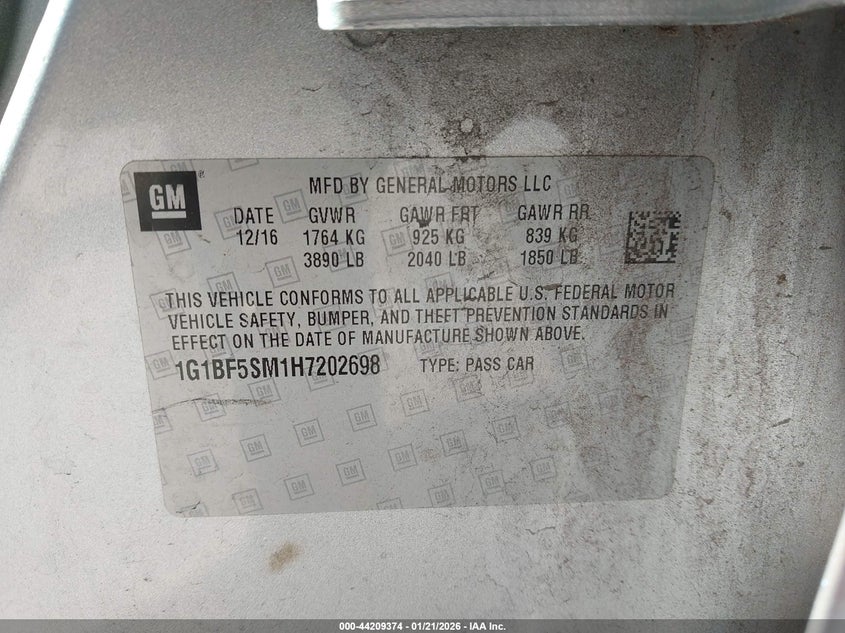 GM
MFD BY GENERAL MOTORS LLC
DATE GVWR GAWR FRT GAWR RR
12/16 1764 KG 925 KG 839 KG
3890 LB 2040 LB 1850 LB
THIS VEHICLE CONFORMS TO ALL APPLICABLE U.S. FEDERAL MOTOR
VEHICLE SAFETY, BUMPER, AND THEFT PREVENTION STANDARDS IN
EFFECT ON THE DATE OF MANUFACTURE SHOWN ABOVE.
1G1BF5SM1H7202698 TYPE: PASS CAR
000-44209374 | 01/21/2026 | IAA Inc.